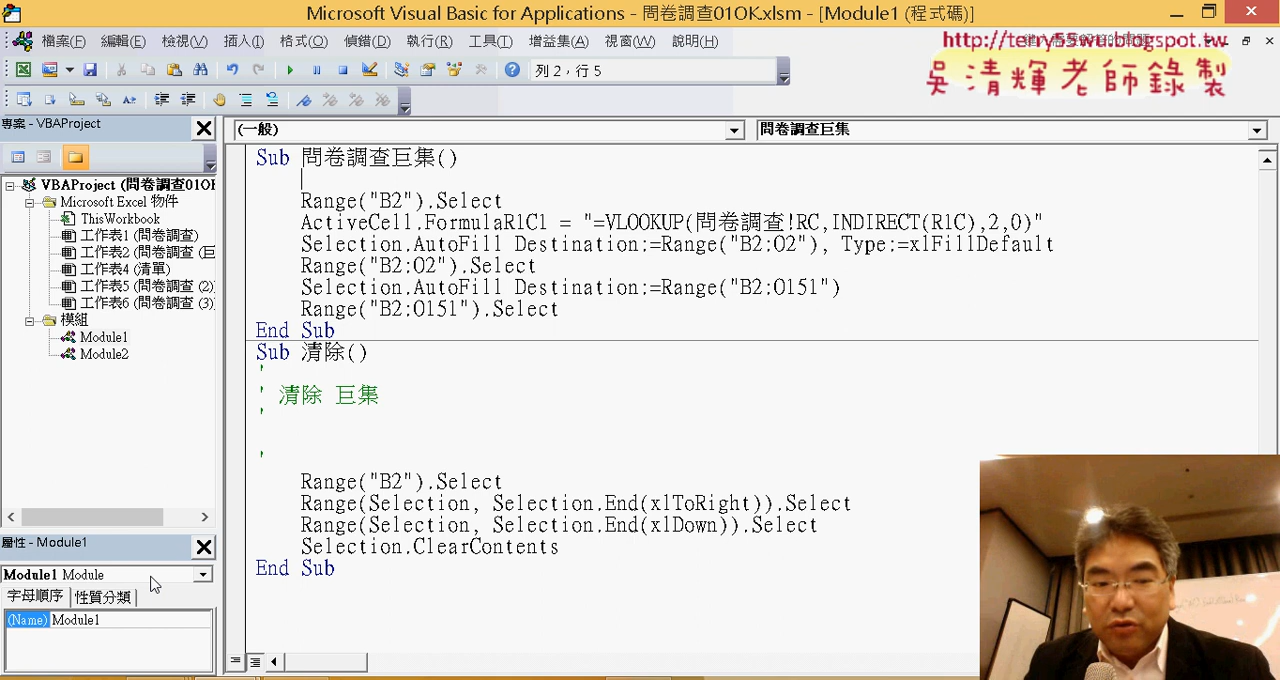 Microsoft Visual Basic for Applications - 問卷調查01OK.xlsm - [Module1 (程式碼)]
檔案(F) 編輯(E) 檢視(V) 插入(I) 格式(O) 偵錯(D) 執行(R) 工具(T) 增益集(A) 視窗(W) 說明(H)
http://terry55wu.blogspot.tw
吳清輝老師錄製
列 2，行 5
專案 - VBAProject
(一般)
問卷調查巨集
VBAProject (問卷調查01OK
Microsoft Excel 物件
ThisWorkbook
工作表1 (問卷調查)
工作表2 (問卷調查 (巨
工作表4 (清單)
工作表5 (問卷調查 (2)
工作表6 (問卷調查 (3)
模組
Module1
Module2
屬性 - Module1
Module1 Module
字母順序 性質分類
(Name) Module1
Sub 問卷調查巨集()
Range("B2").Select
ActiveCell.FormulaR1C1 = "=VLOOKUP(問卷調查!RC,INDIRECT(R1C),2,0)"
Selection.AutoFill Destination:=Range("B2:O2"), Type:=xlFillDefault
Range("B2:O2").Select
Selection.AutoFill Destination:=Range("B2:O151")
Range("B2:O151").Select
End Sub
Sub 清除()
'
' 清除 巨集
'
'
Range("B2").Select
Range(Selection, Selection.End(xlToRight)).Select
Range(Selection, Selection.End(xlDown)).Select
Selection.ClearContents
End Sub